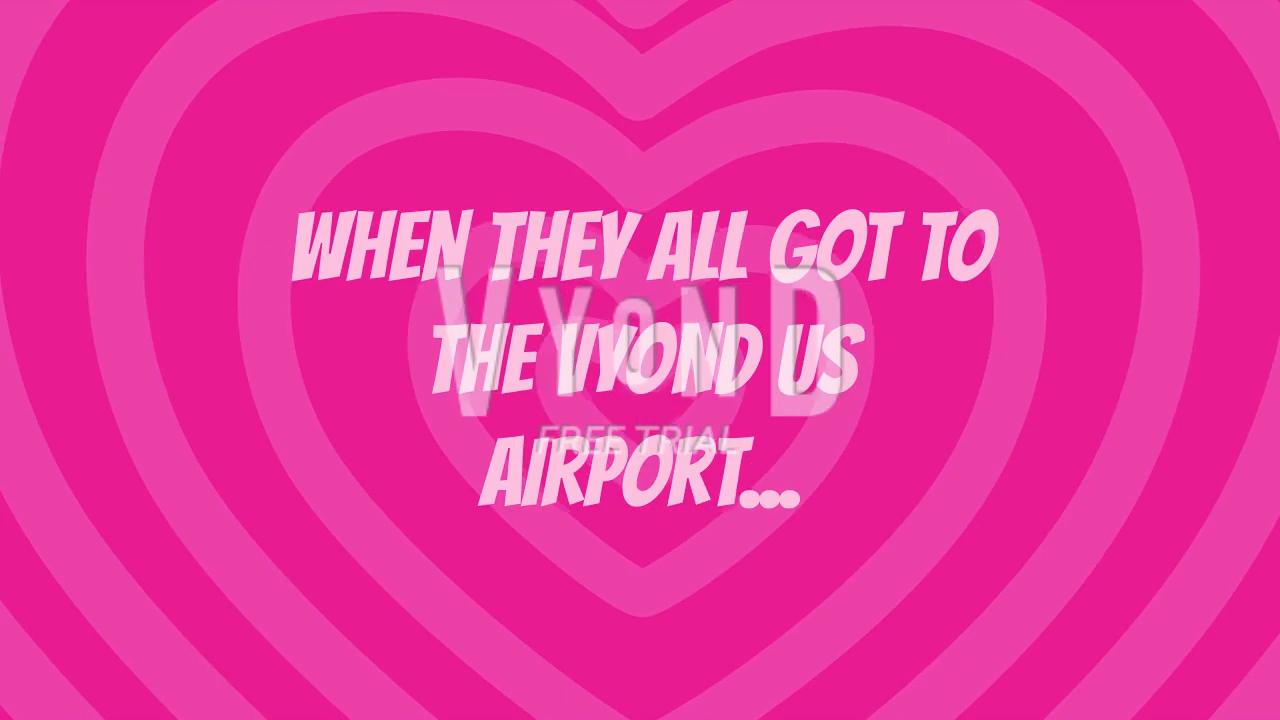 WHEN THEY ALL GOT TO
THE VYOND US
AIRPORT...
VYOND
FREE TRIAL